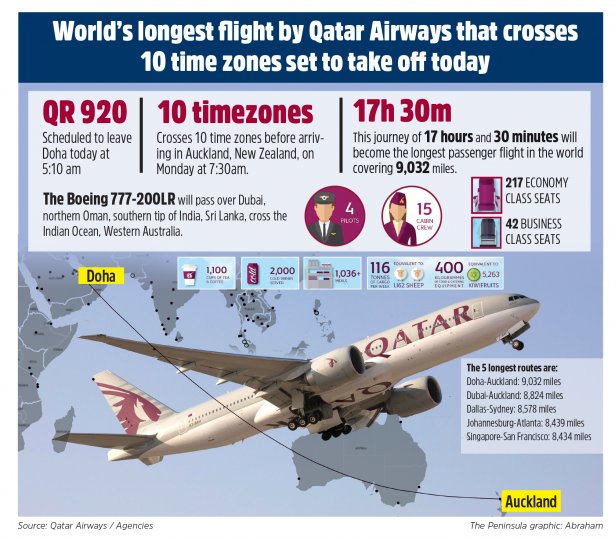 World's longest flight by Qatar Airways that crosses
10 time zones set to take off today
QR 920
Scheduled to leave
Doha today at
5:10 am
10 timezones
Crosses 10 time zones before arriv-
ing in Auckland, New Zealand, on
Monday at 7:30am.
17h 30m
This journey of 17 hours and 30 minutes will
become the longest passenger flight in the world
covering 9,032 miles.
The Boeing 777-200LR will pass over Dubai,
northern Oman, southern tip of India, Sri Lanka, cross the
Indian Ocean, Western Australia.
4
PILOTS
15
CABIN
CREW
217 ECONOMY
CLASS SEATS
42 BUSINESS
CLASS SEATS
Doha
1,100
CUPS OF TEA
& COFFEE
cold
2,000
COLD DRINKS
SERVED
1,036+
MEALS
116
TONNES
OF CARGO
PER WEEK
EQUIVALENT TO
1,162 SHEEP
400
KILOGRAMMES
EQUIPMENT
EQUIVALENT TO
5,263
KIWIFRUITS
QATAR
The 5 longest routes are:
Doha-Auckland: 9,032 miles
Dubai-Auckland: 8,824 miles
Dallas-Sydney: 8,578 miles
Johannesburg-Atlanta: 8,439 miles
Singapore-San Francisco: 8,434 miles
Auckland
Source: Qatar Airways / Agencies
The Peninsula graphic: Abraham